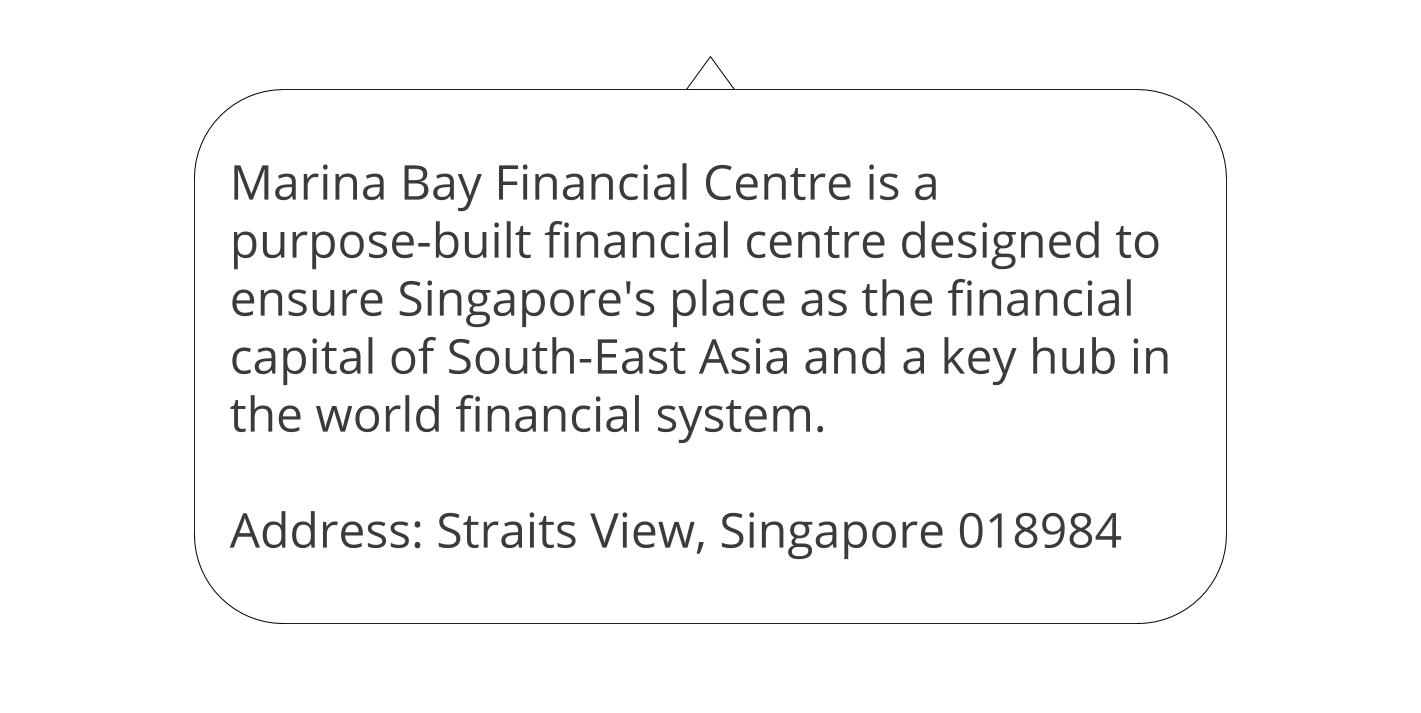 Marina Bay Financial Centre is a
purpose-built financial centre designed to
ensure Singapore's place as the financial
capital of South-East Asia and a key hub in
the world financial system.
Address: Straits View, Singapore 018984